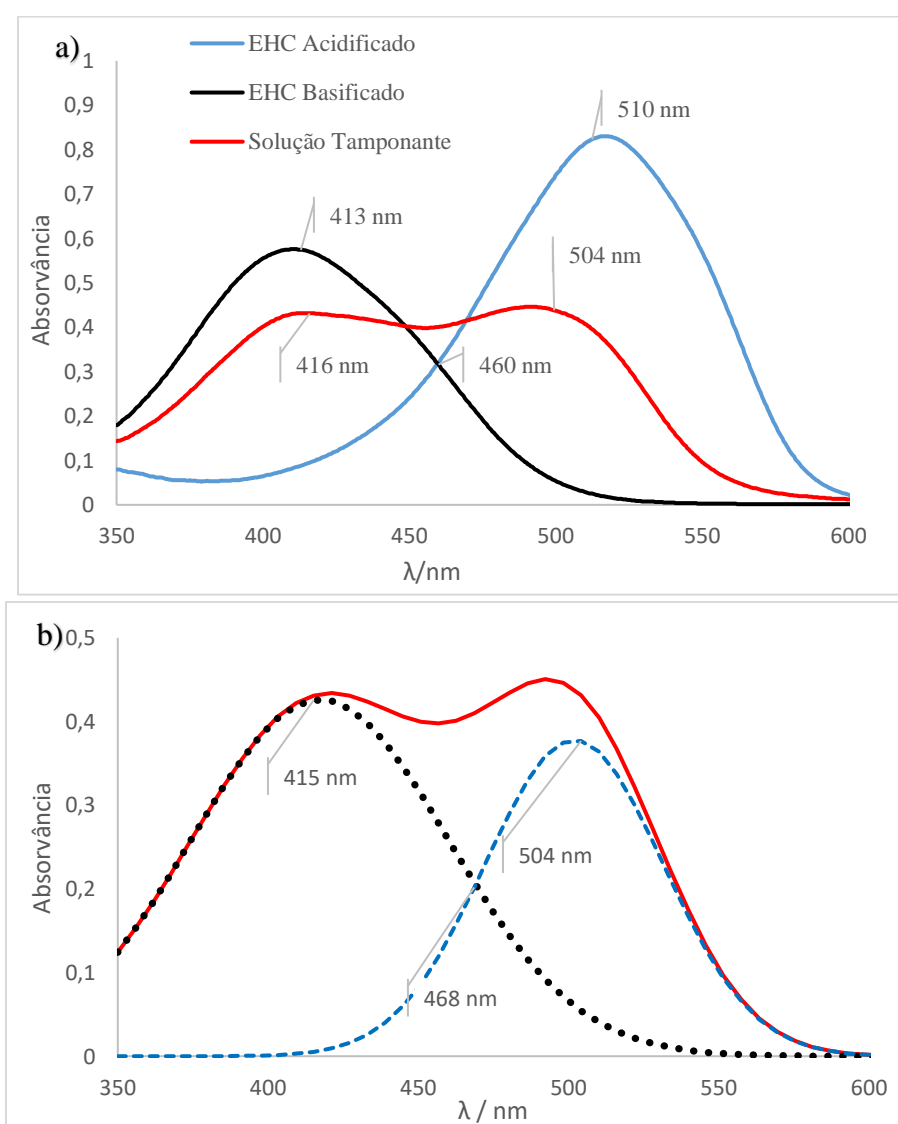 a)
EHC Acidificado
EHC Basificado
Solução Tamponante
1
0,9
0,8
0,7
0,6
0,5
0,4
0,3
0,2
0,1
0
Absorvância
510 nm
413 nm
504 nm
416 nm
460 nm
350
400
450
500
550
600
λ/nm
b)
0,5
0,4
0,3
0,2
0,1
0
Absorvância
415 nm
504 nm
468 nm
350
400
450
500
550
600
λ / nm